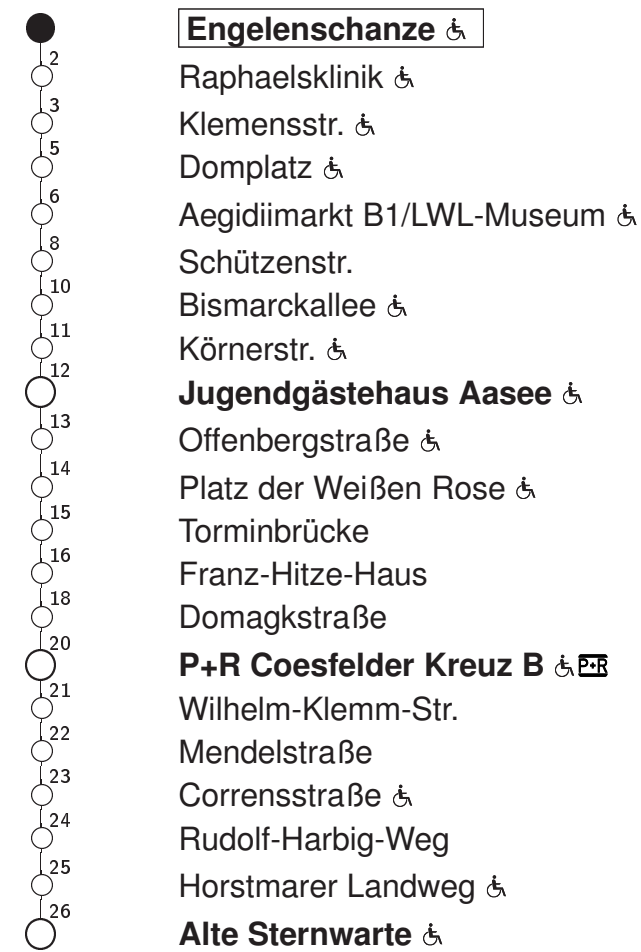 Engelenschanze
2 Raphaelsklinik
3 Klemensstr.
5 Domplatz
6 Aegidiimarkt B1/LWL-Museum
8 Schützenstr.
10 Bismarckallee
11 Körnerstr.
12 Jugendgästehaus Aasee
13 Offenbergstraße
14 Platz der Weißen Rose
15 Torminbrücke
16 Franz-Hitze-Haus
18 Domagkstraße
20 P+R Coesfelder Kreuz B P+R
21 Wilhelm-Klemm-Str.
22 Mendelstraße
23 Corrensstraße
24 Rudolf-Harbig-Weg
25 Horstmarer Landweg
26 Alte Sternwarte